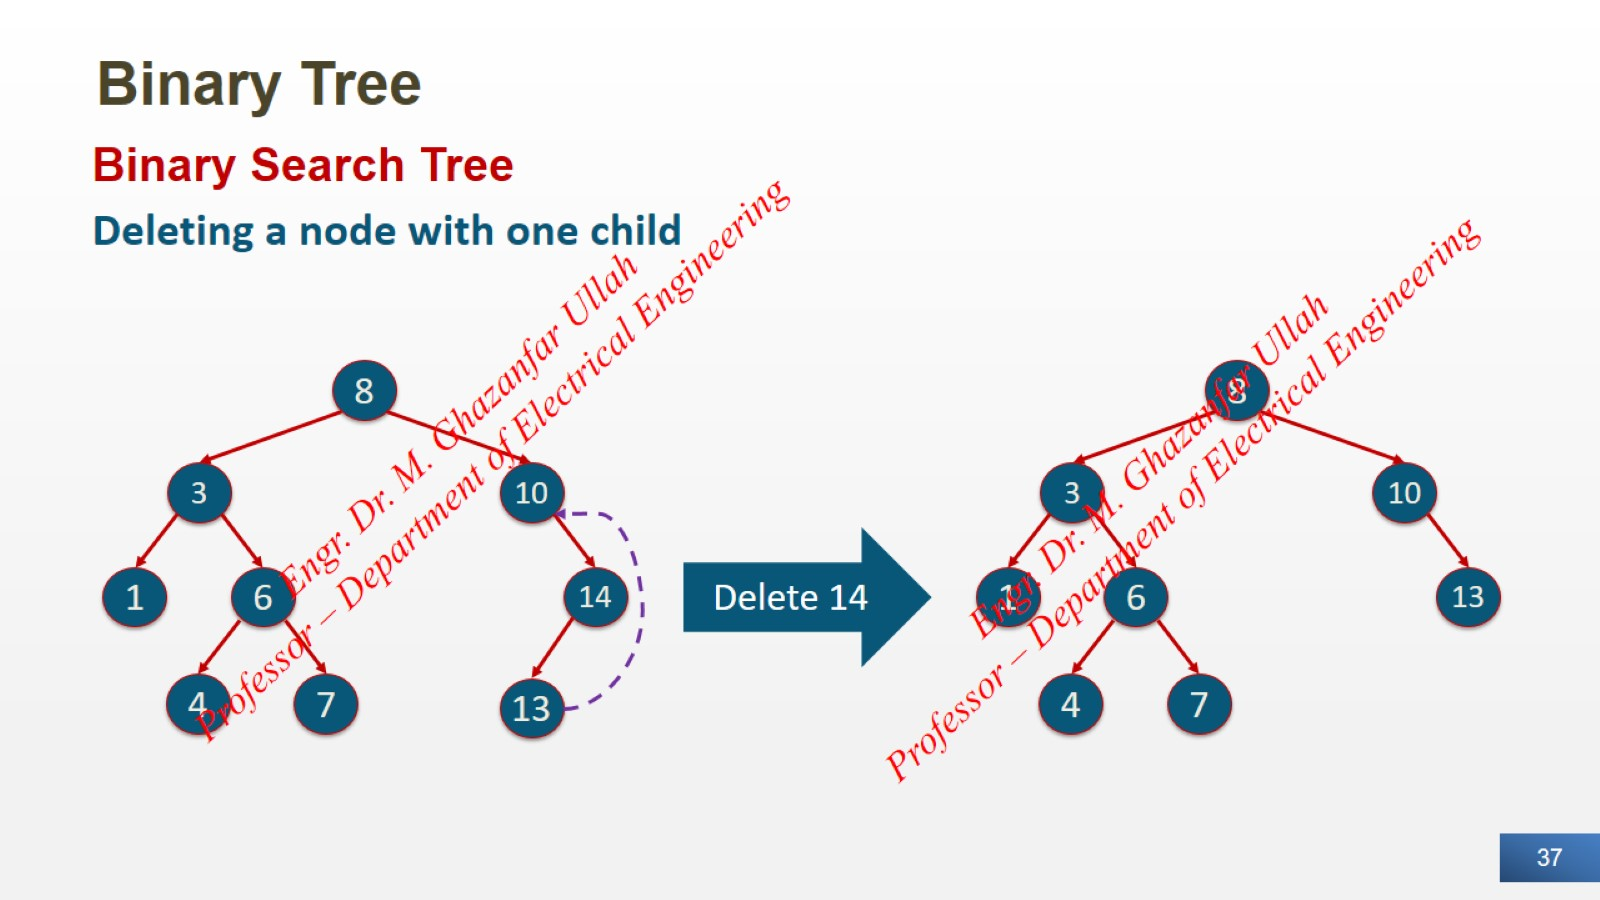 Binary Tree
Binary Search Tree
Deleting a node with one child
Engr. Dr. M. Ghazanfar Ullah
Professor – Department of Electrical Engineering
8
3
10
1
6
14
4
7
13
Delete 14
Engr. Dr. M. Ghazanfar Ullah
Professor – Department of Electrical Engineering
8
3
10
1
6
13
4
7
37